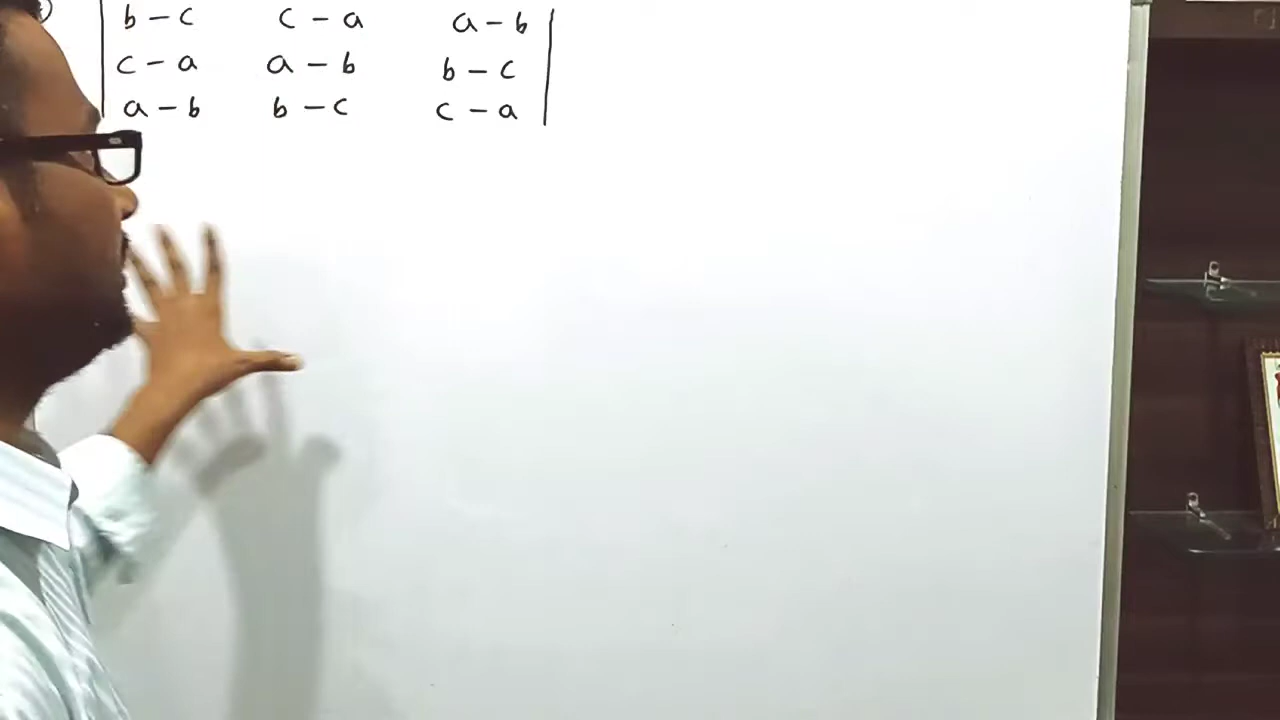 b - c c - a a - b
c - a a - b b - c
a - b b - c c - a